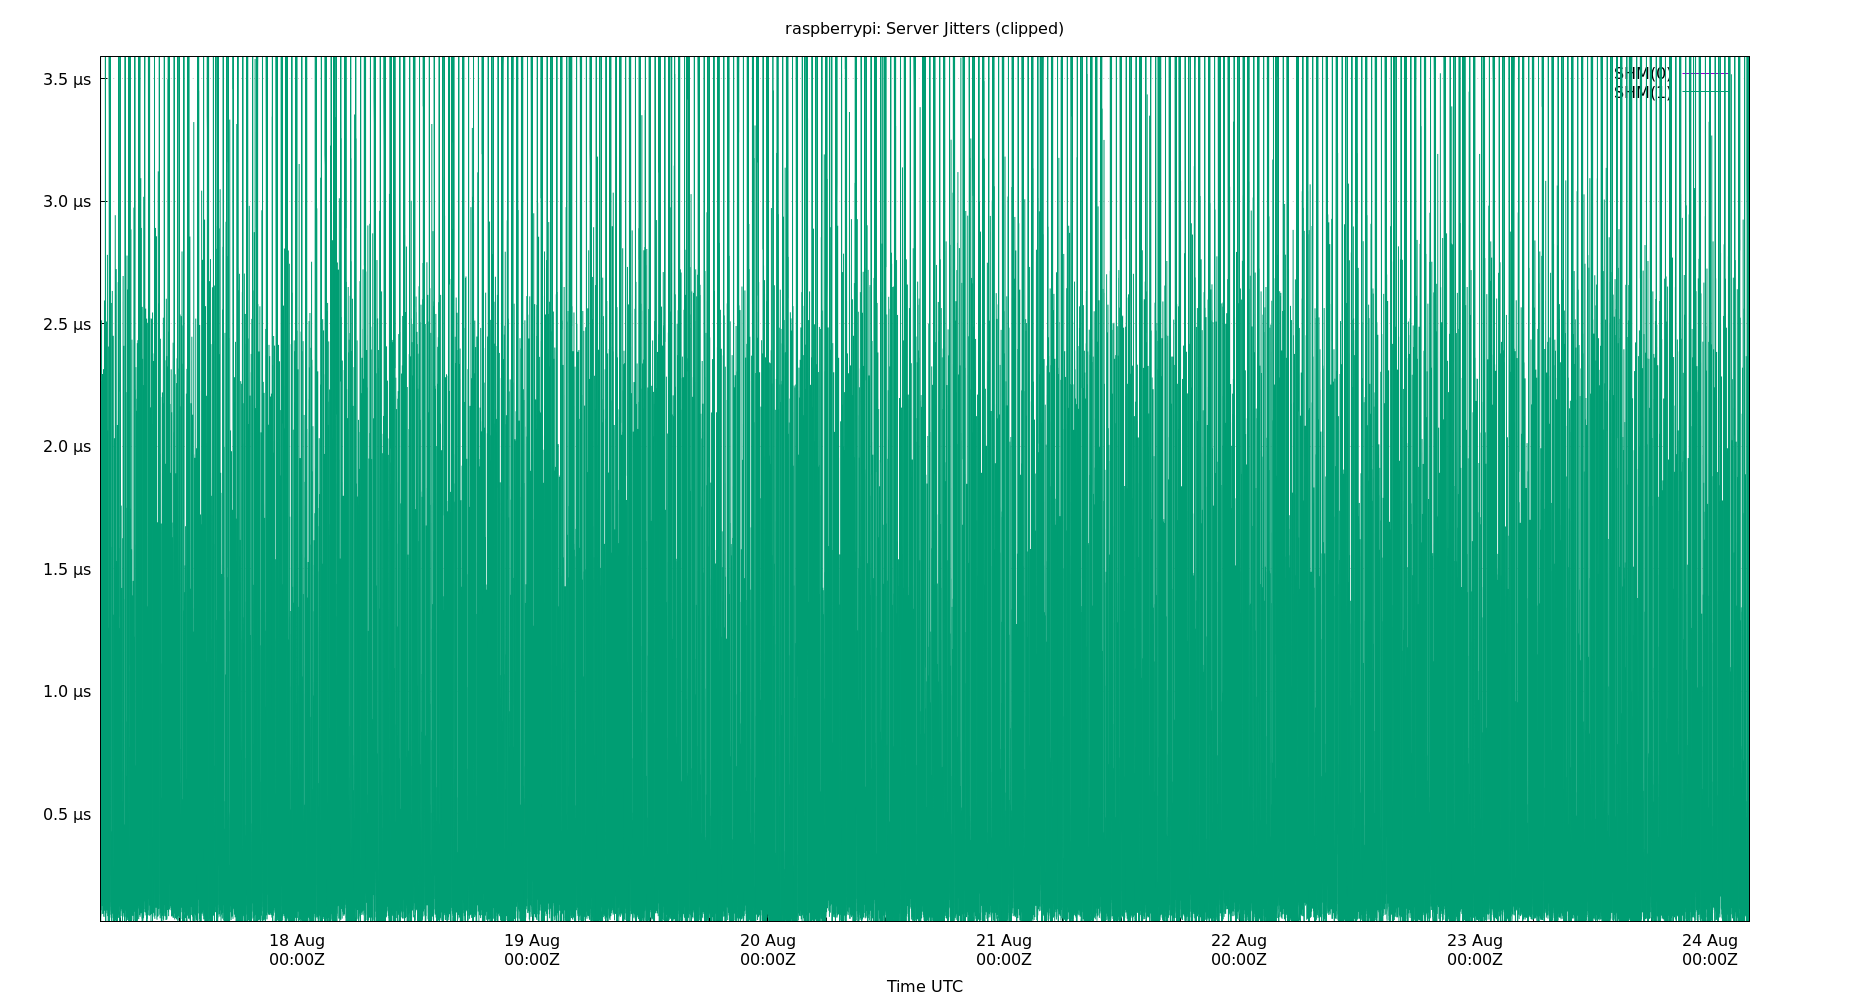 raspberrypi: Server Jitters (clipped)
3.5 µs
3.0 µs
2.5 µs
2.0 µs
1.5 µs
1.0 µs
0.5 µs
SHM(0)
SHM(1)
18 Aug
00:00Z
19 Aug
00:00Z
20 Aug
00:00Z
21 Aug
00:00Z
22 Aug
00:00Z
23 Aug
00:00Z
24 Aug
00:00Z
Time UTC